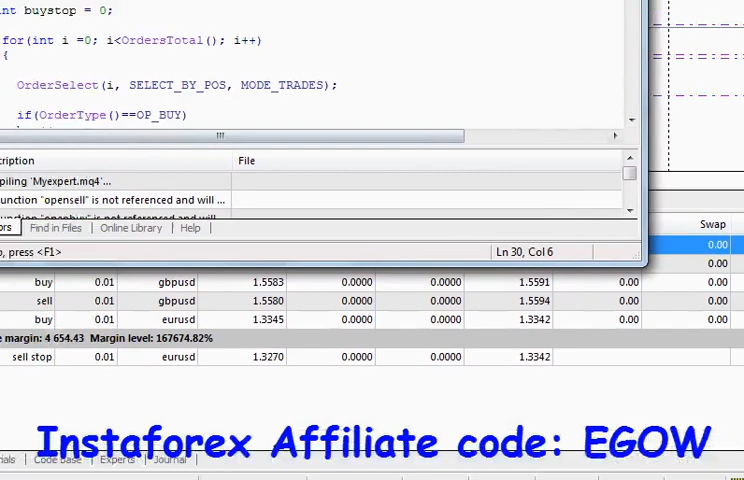 int buystop = 0;
for(int i =0; i<OrdersTotal(); i++)
{
OrderSelect(i, SELECT_BY_POS, MODE_TRADES);
if(OrderType()==OP_BUY)
File
'Myexpert.mq4'...
"opensell" is not referenced and will
is not referenced and will
Find in Files Online Library Help
Swap
press <F1> Ln 30, Col 6 0.00
0.00
buy 0.01 gbpusd 1.5583 0.0000 0.0000 1.5591 0.00 0.00
sell 0.01 gbpusd 1.5580 0.0000 0.0000 1.5594 0.00 0.00
buy 0.01 eurusd 1.3345 0.0000 0.0000 1.3342 0.00 0.00
margin: 4 654.43 Margin level: 167674.82%
sell stop 0.01 eurusd 1.3270 0.0000 0.0000 1.3342
Instaforex Affiliate code: EGOW
Code Base Experts Journal